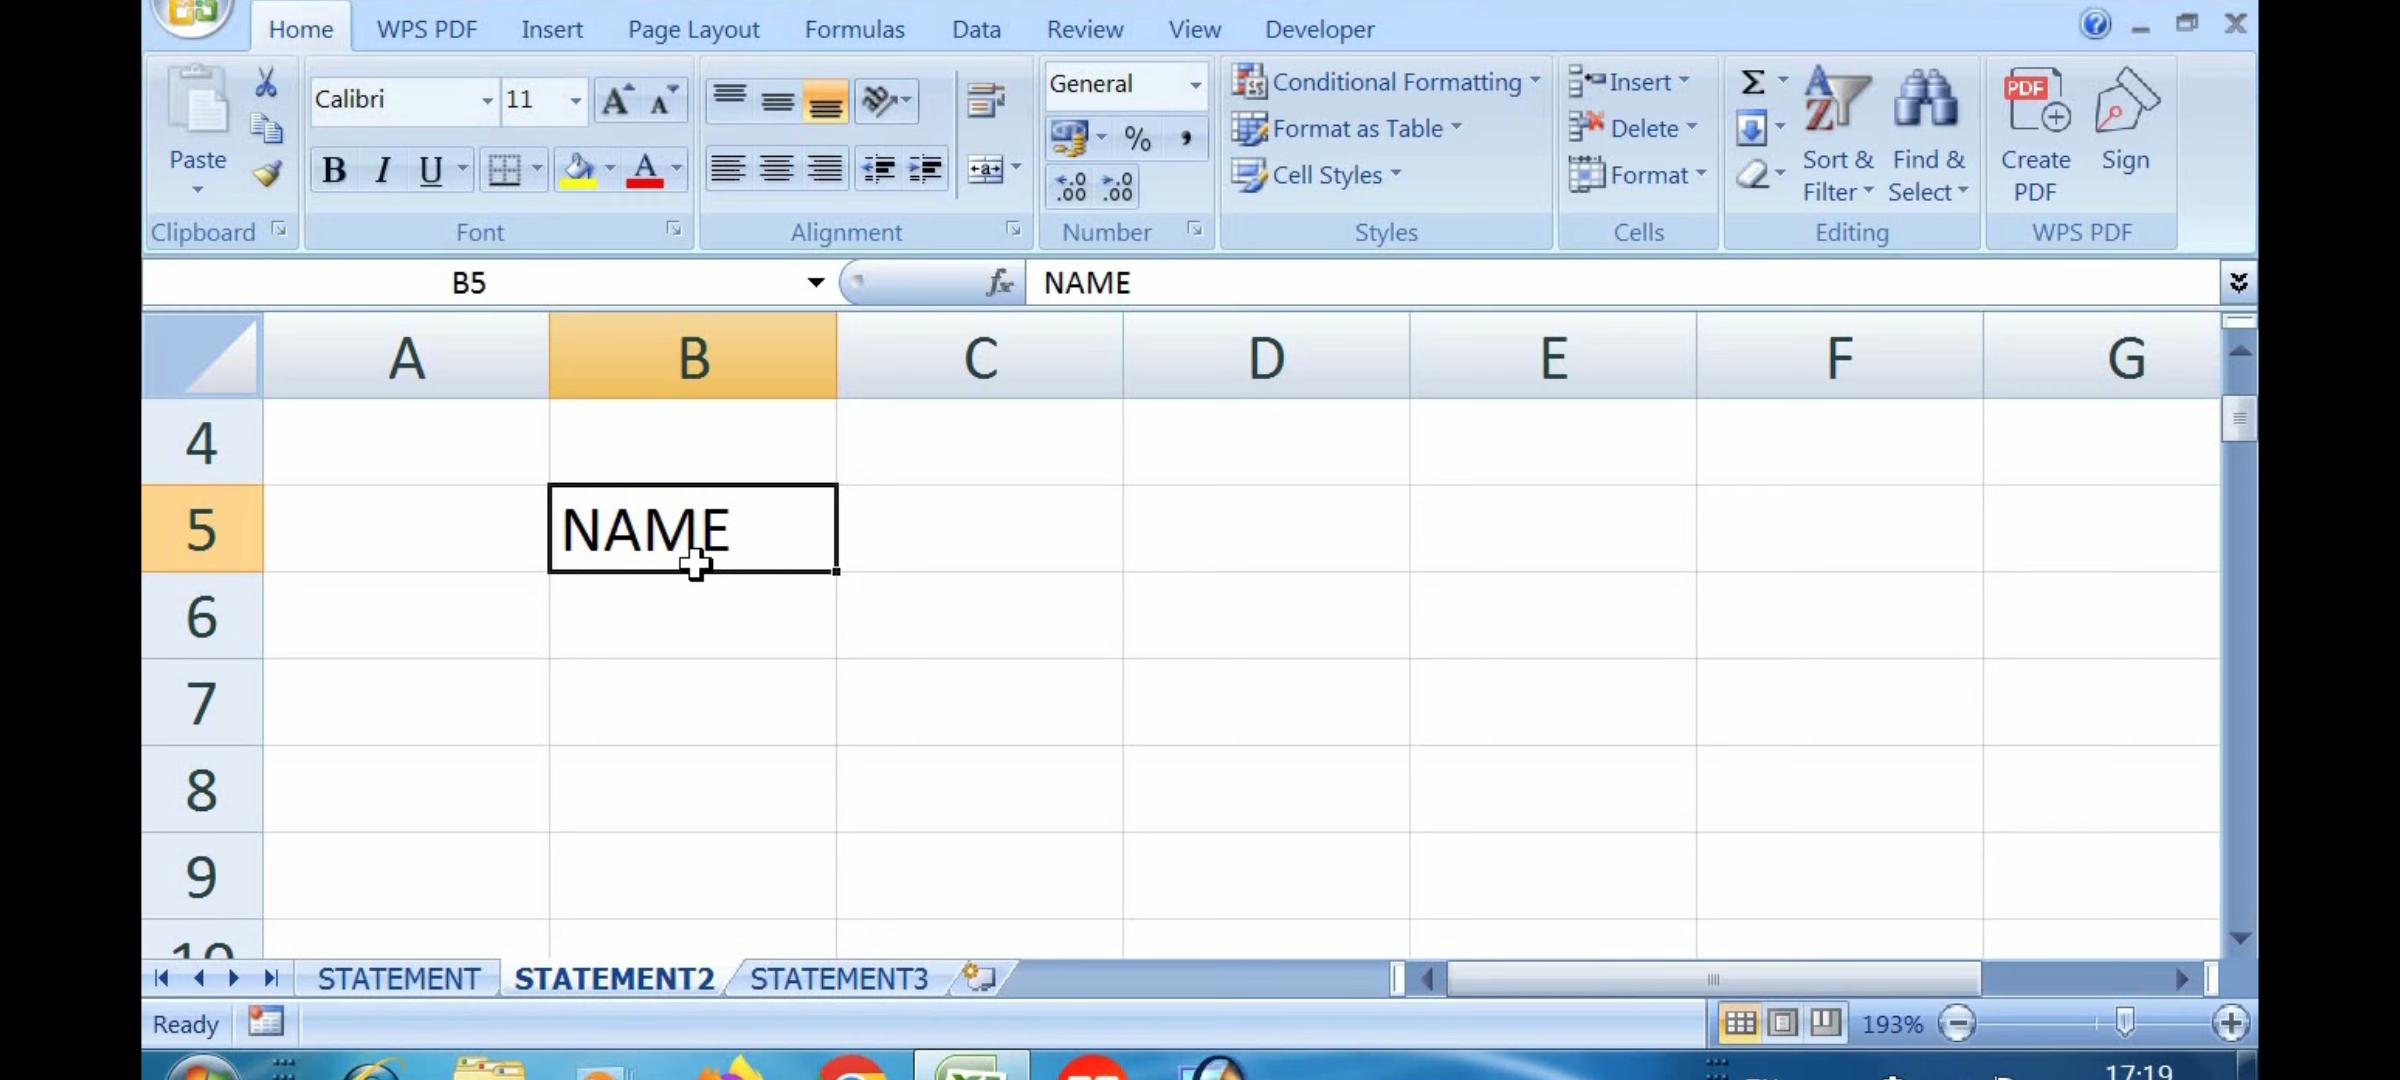 Home WPS PDF Insert Page Layout Formulas Data Review View Developer
Calibri 11 A A General Conditional Formatting Insert Σ PDF
Format as Table Delete
% ,
Paste B I U A Cell Styles Format Sort & Filter Find & Select Create PDF Sign
Clipboard Font Alignment Number Styles Cells Editing WPS PDF
B5 fx NAME
A B C D E F G
4
5 NAME
6
7
8
9
10
STATEMENT STATEMENT2 STATEMENT3
Ready 193%
17:19